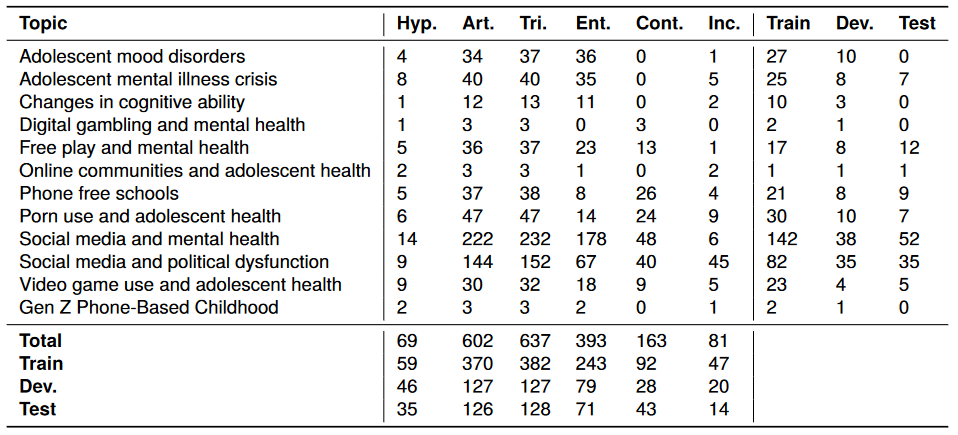 Topic Hyp. Art. Tri. Ent. Cont. Inc. Train Dev. Test
Adolescent mood disorders 4 34 37 36 0 1 27 10 0
Adolescent mental illness crisis 8 40 40 35 0 5 25 8 7
Changes in cognitive ability 1 12 13 11 0 2 10 3 0
Digital gambling and mental health 1 3 3 0 3 0 2 1 0
Free play and mental health 5 36 37 23 13 1 17 8 12
Online communities and adolescent health 2 3 3 1 0 2 1 1 1
Phone free schools 5 37 38 8 26 4 21 8 9
Porn use and adolescent health 6 47 47 14 24 9 30 10 7
Social media and mental health 14 222 232 178 48 6 142 38 52
Social media and political dysfunction 9 144 152 67 40 45 82 35 35
Video game use and adolescent health 9 30 32 18 9 5 23 4 5
Gen Z Phone-Based Childhood 2 3 3 2 0 1 2 1 0
Total 69 602 637 393 163 81
Train 59 370 382 243 92 47
Dev. 46 127 127 79 28 20
Test 35 126 128 71 43 14